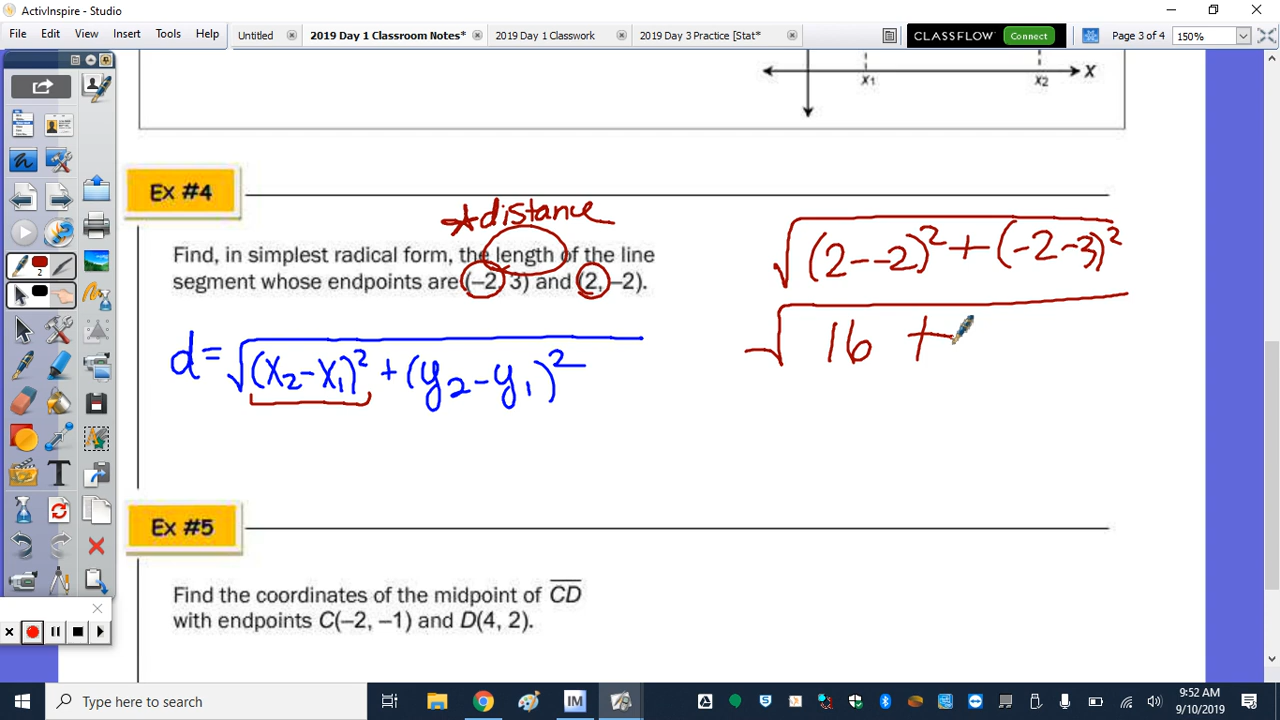 ActivInspire - Studio
File Edit View Insert Tools Help Untitled 2019 Day 1 Classroom Notes* 2019 Day 1 Classwork 2019 Day 3 Practice [Stat* CLASSFLOW Connect Page 3 of 4 150%
x₁ x₂ X
Ex #4
*distance
Find, in simplest radical form, the length of the line
segment whose endpoints are (–2, 3) and (2, –2).
d = √(x₂-x₁)² + (y₂-y₁)²
√(2--2)² + (-2-3)²
√16 +
2
Ex #5
Find the coordinates of the midpoint of C̅D̅
with endpoints C(–2, –1) and D(4, 2).
Type here to search
IM
9:52 AM
9/10/2019